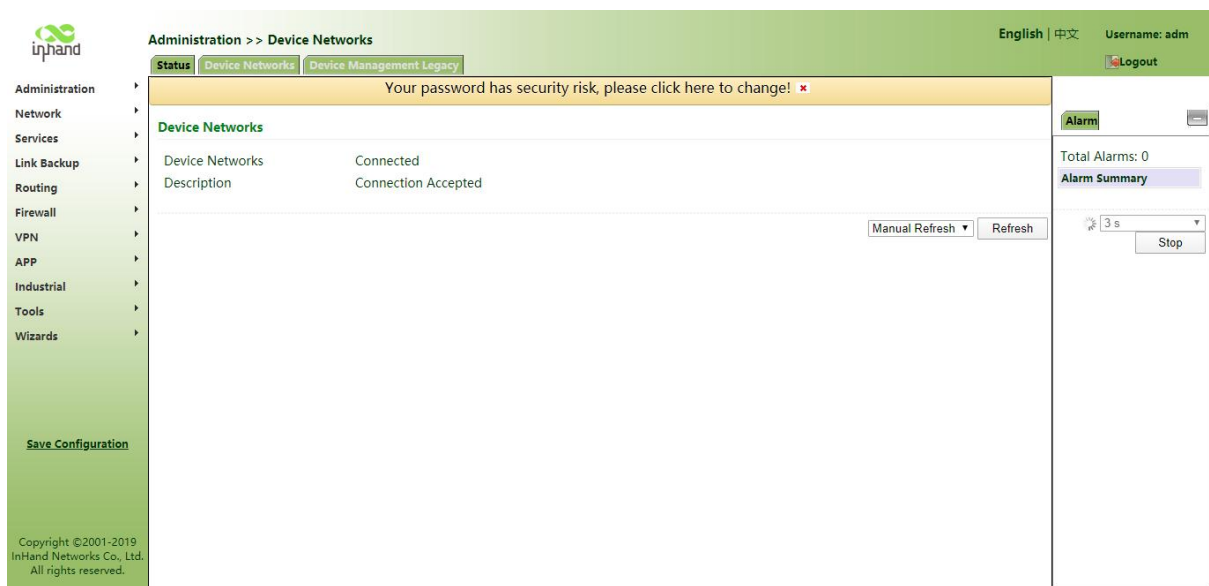 inhand
Administration >> Device Networks
English | 中文
Username: adm
Status
Device Networks
Device Management Legacy
Logout
Your password has security risk, please click here to change!
Administration
Network
Services
Link Backup
Routing
Firewall
VPN
APP
Industrial
Tools
Wizards
Save Configuration
Copyright ©2001-2019
InHand Networks Co., Ltd.
All rights reserved.
Device Networks
Device Networks Connected
Description Connection Accepted
Manual Refresh
Refresh
Alarm
Total Alarms: 0
Alarm Summary
3 s
Stop